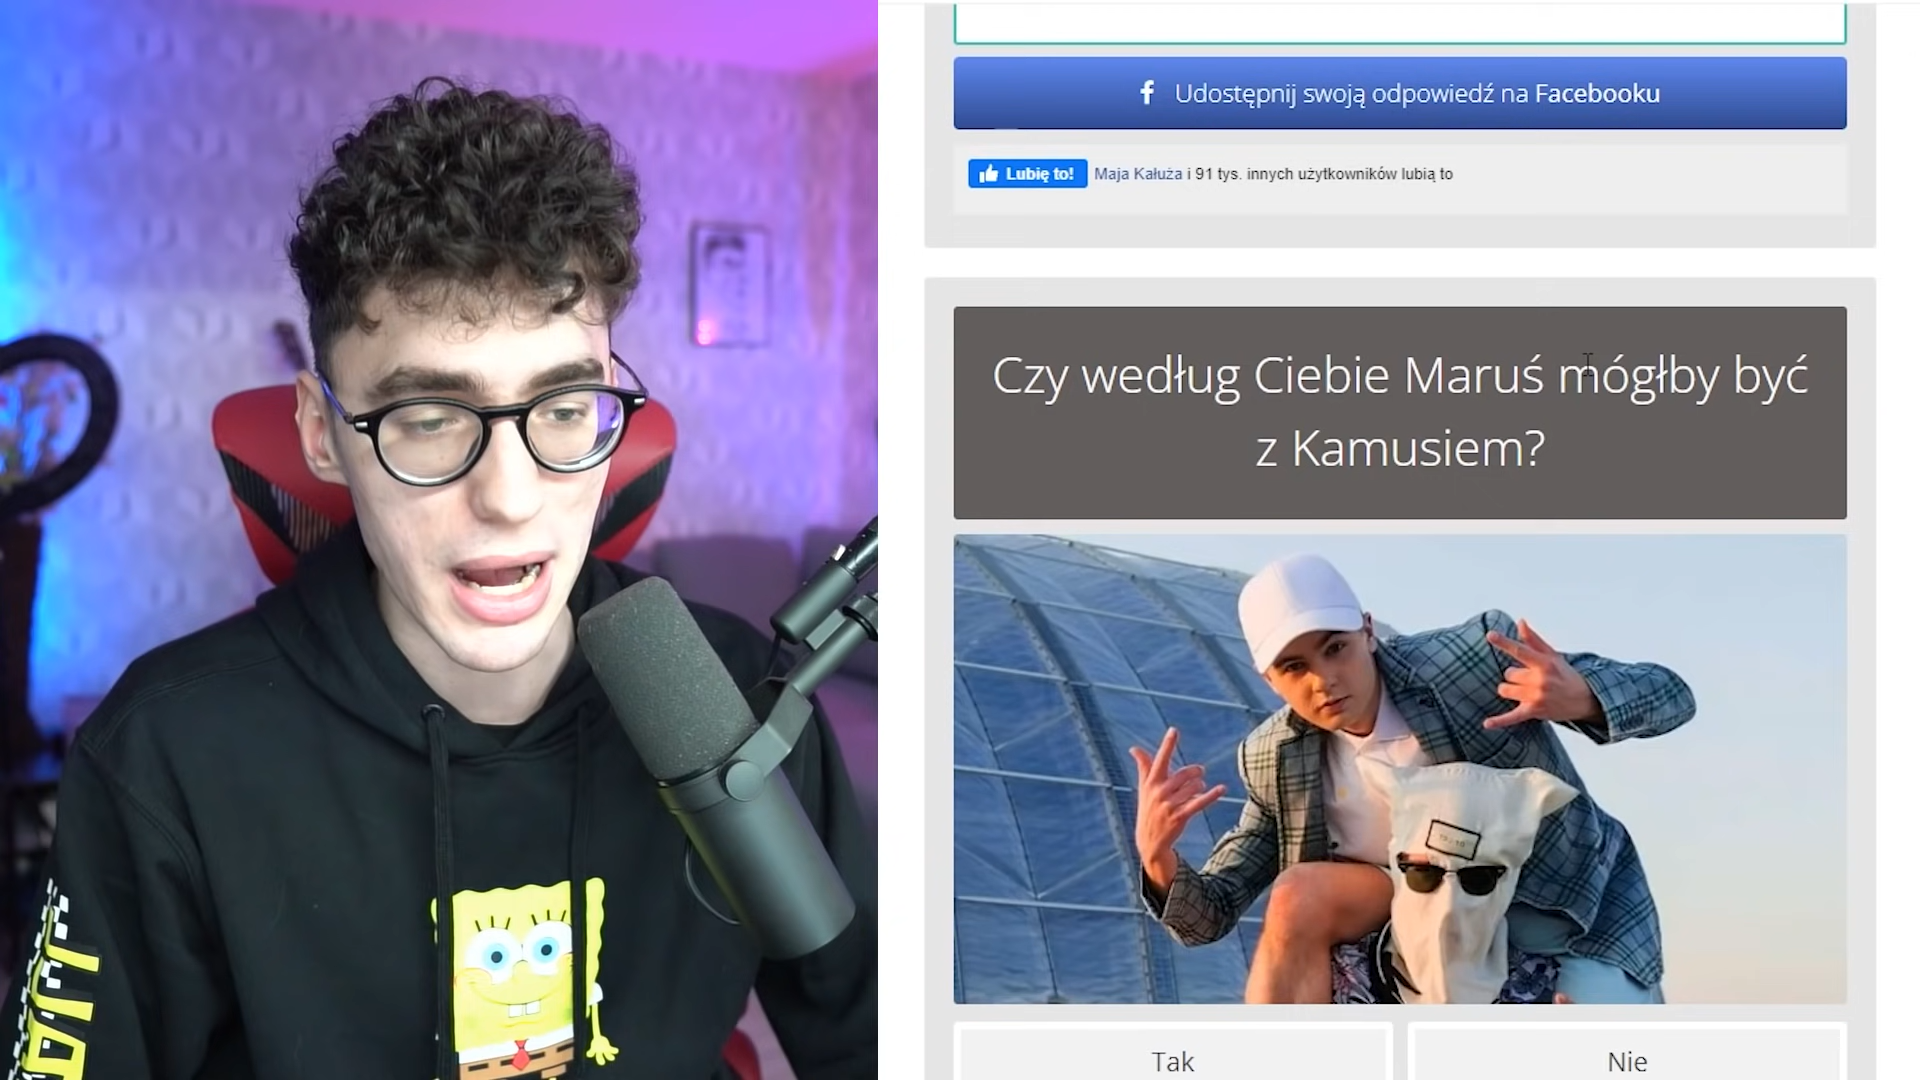 Udostępnij swoją odpowiedź na Facebooku
Lubię to! Maja Kałuża i 91 tys. innych użytkowników lubią to
Czy według Ciebie Maruś mógłby być
z Kamusiem?
Tak Nie